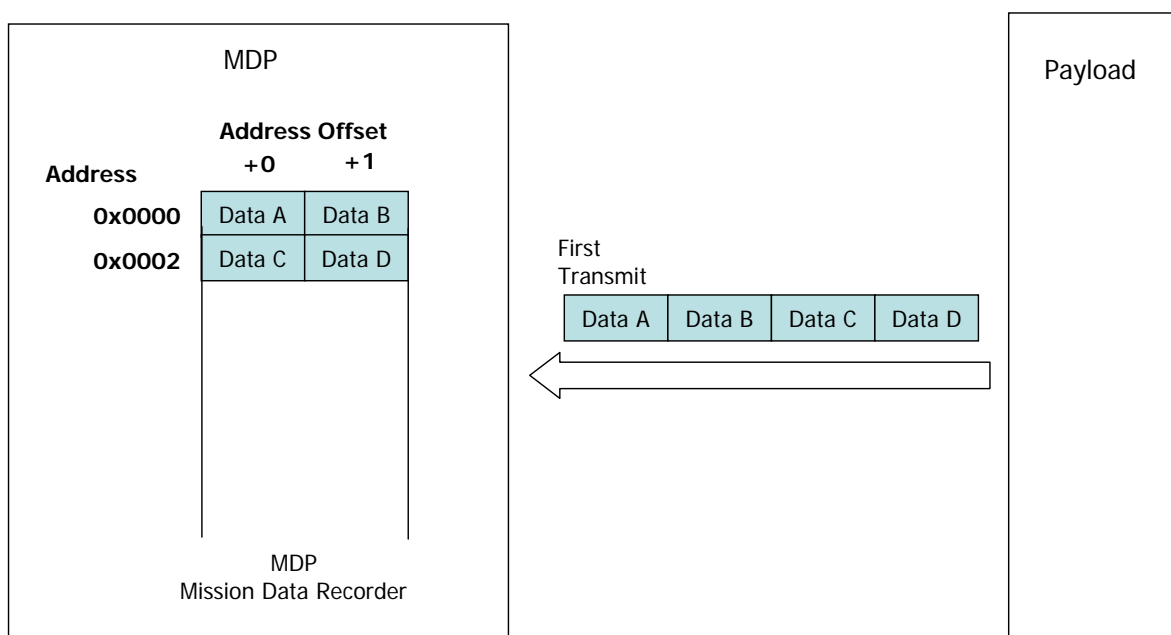 MDP
Payload
Address Offset
+0 +1
Address
0x0000 Data A Data B
0x0002 Data C Data D
First
Transmit
Data A Data B Data C Data D
MDP
Mission Data Recorder